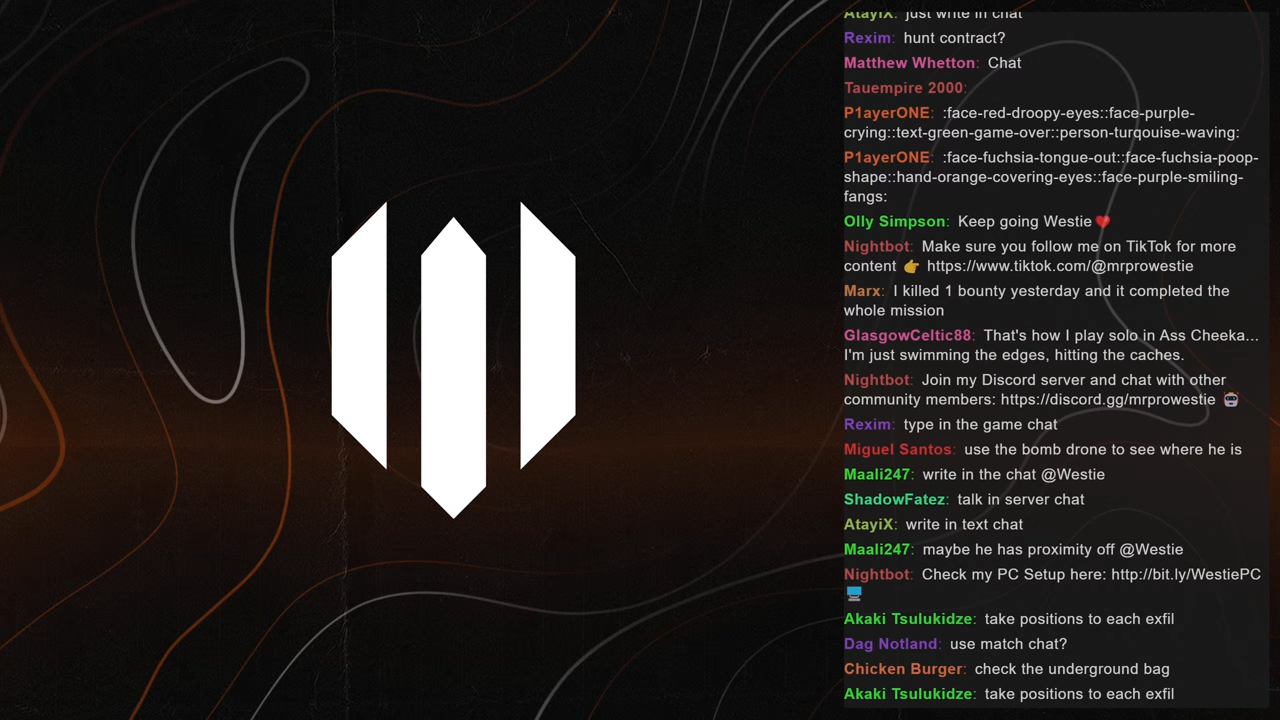 AtayiX: just write in chat
Rexim: hunt contract?
Matthew Whetton: Chat
Tauempire 2000:
P1ayerONE: :face-red-droopy-eyes::face-purple-
crying::text-green-game-over::person-turqouise-waving:
P1ayerONE: :face-fuchsia-tongue-out::face-fuchsia-poop-
shape::hand-orange-covering-eyes::face-purple-smiling-
fangs:
Olly Simpson: Keep going Westie❤️
Nightbot: Make sure you follow me on TikTok for more
content 👉 https://www.tiktok.com/@mrprowestie
Marx: I killed 1 bounty yesterday and it completed the
whole mission
GlasgowCeltic88: That's how I play solo in Ass Cheeka...
I'm just swimming the edges, hitting the caches.
Nightbot: Join my Discord server and chat with other
community members: https://discord.gg/mrprowestie 🤖
Rexim: type in the game chat
Miguel Santos: use the bomb drone to see where he is
Maali247: write in the chat @Westie
ShadowFatez: talk in server chat
AtayiX: write in text chat
Maali247: maybe he has proximity off @Westie
Nightbot: Check my PC Setup here: http://bit.ly/WestiePC
🖥️
Akaki Tsulukidze: take positions to each exfil
Dag Notland: use match chat?
Chicken Burger: check the underground bag
Akaki Tsulukidze: take positions to each exfil